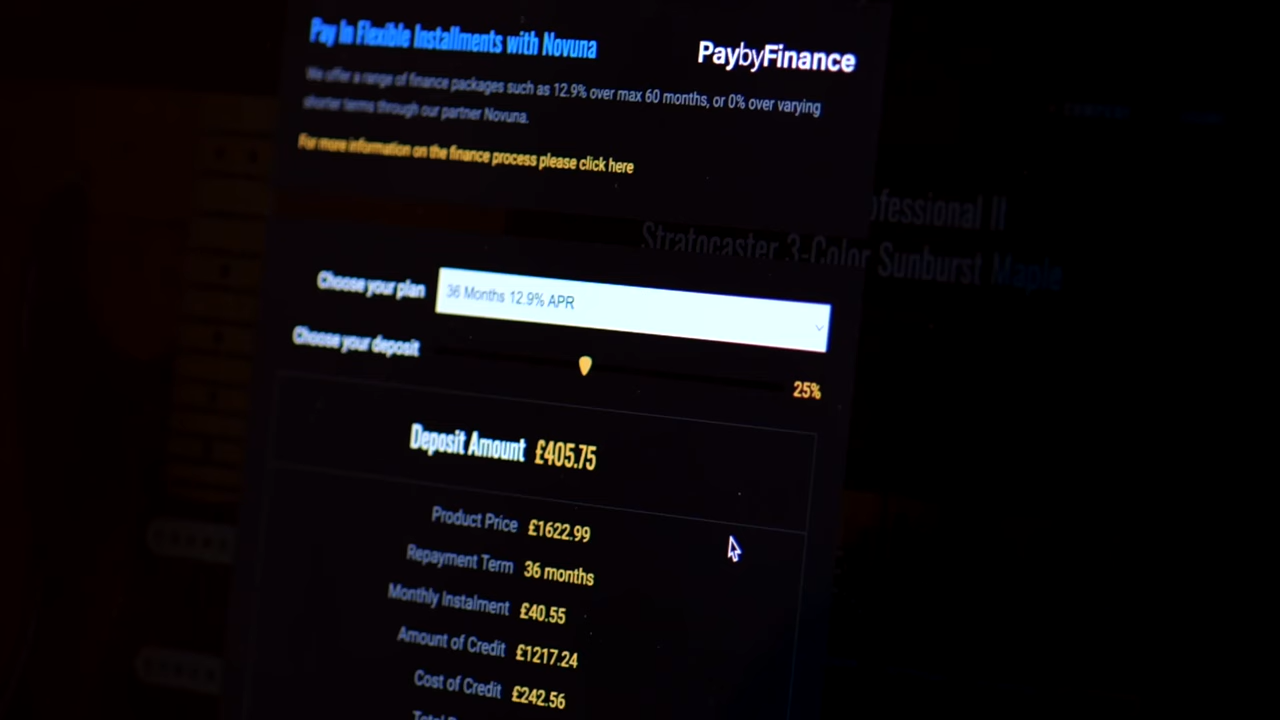 Pay In Flexible Installments with Novuna
PaybyFinance
We offer a range of finance packages such as 12.9% over max 60 months, or 0% over varying
shorter terms through our partner Novuna.
For more information on the finance process please click here
ofessional II
Stratocaster 3-Color Sunburst Maple
Choose your plan
36 Months 12.9% APR
Choose your deposit
25%
Deposit Amount £405.75
Product Price £1622.99
Repayment Term 36 months
Monthly Instalment £40.55
Amount of Credit £1217.24
Cost of Credit £242.56